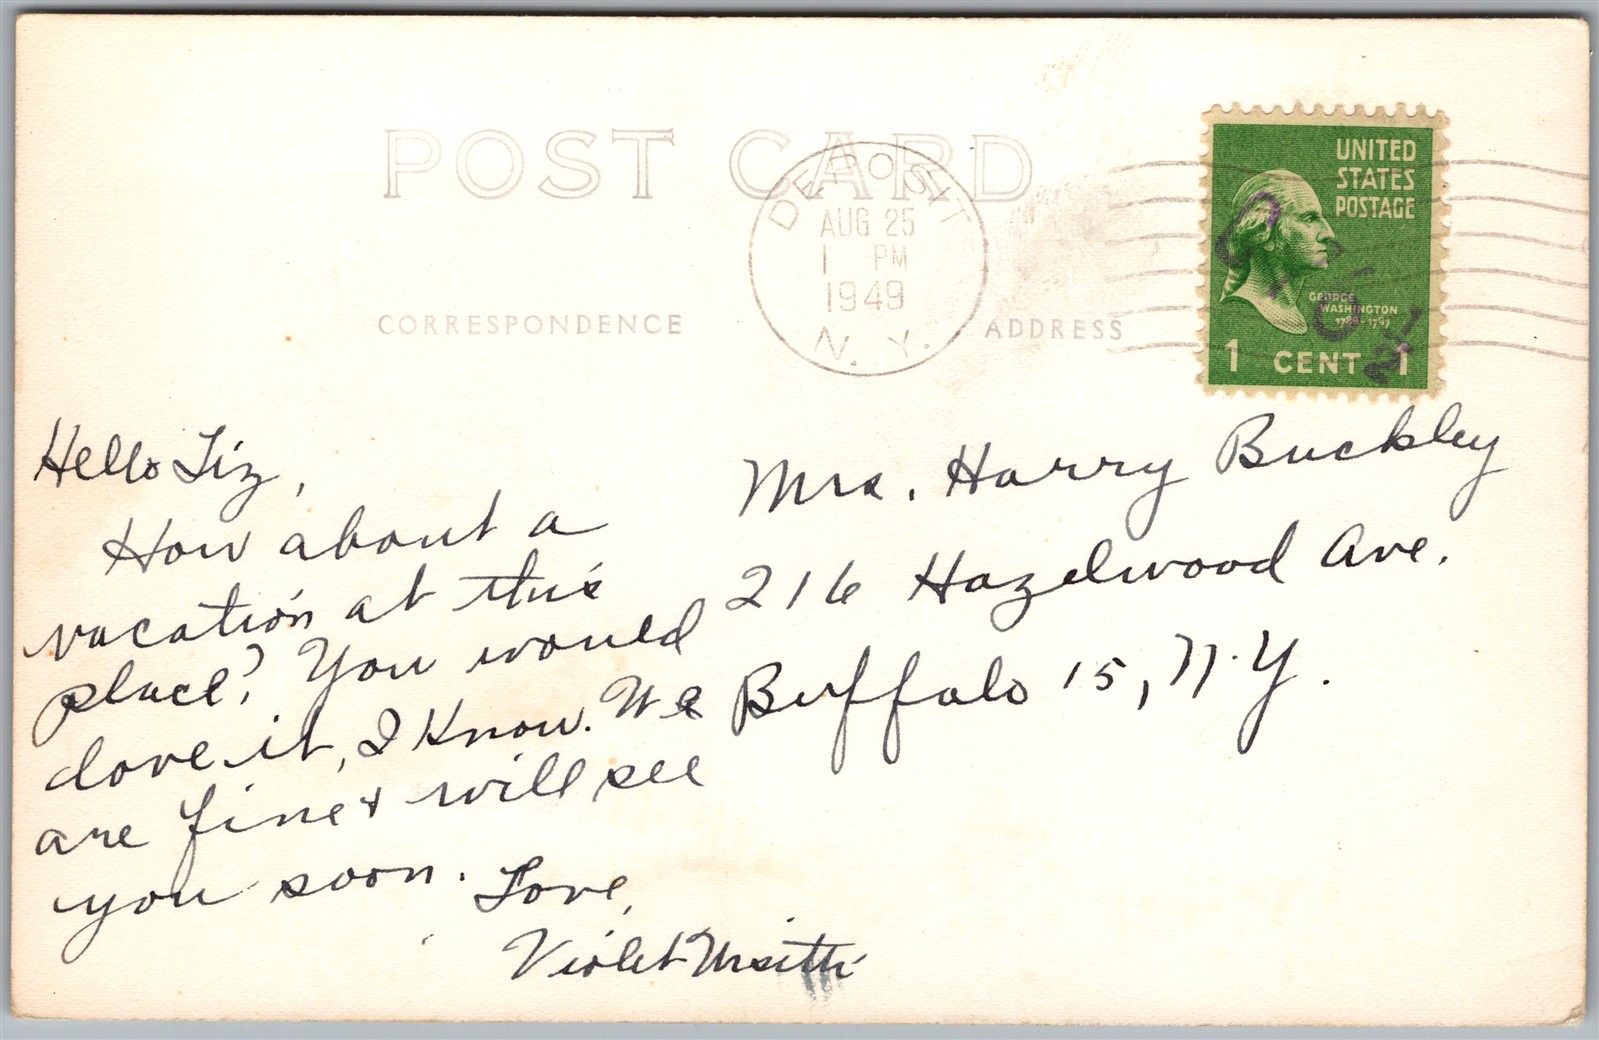 POST CARD
DEPOSIT
AUG 25
1 PM
1949
N. Y.
UNITED
STATES
POSTAGE
GEORGE
WASHINGTON
1789-1797
1 CENT 1
CORRESPONDENCE
ADDRESS
Hello Liz,
How about a
vacation at this
place? You would
love it, I know. We
are fine & will see
you soon. Love,
Violet
Mrs. Harry Buckley
216 Hazelwood Ave.
Buffalo 15, N.Y.